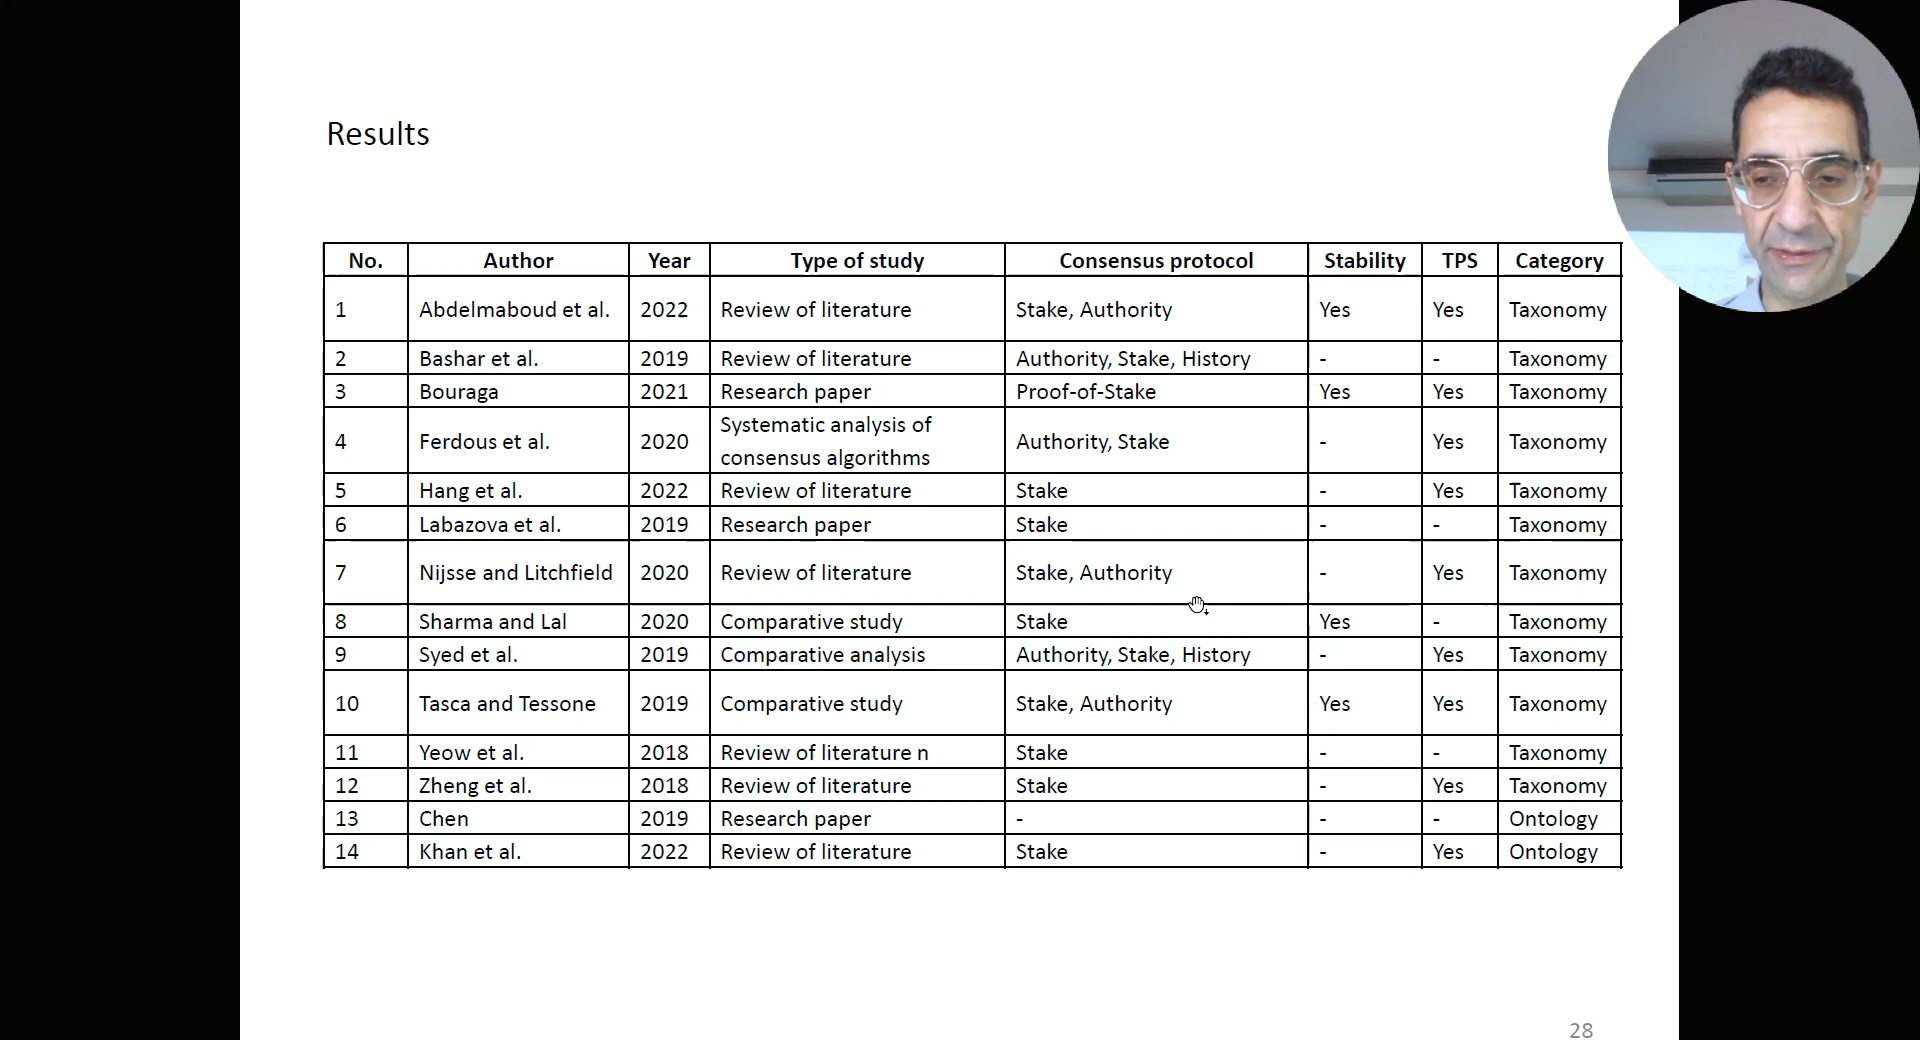 Results
No. Author Year Type of study Consensus protocol Stability TPS Category
1 Abdelmaboud et al. 2022 Review of literature Stake, Authority Yes Yes Taxonomy
2 Bashar et al. 2019 Review of literature Authority, Stake, History - - Taxonomy
3 Bouraga 2021 Research paper Proof-of-Stake Yes Yes Taxonomy
4 Ferdous et al. 2020 Systematic analysis of
consensus algorithms Authority, Stake - Yes Taxonomy
5 Hang et al. 2022 Review of literature Stake - Yes Taxonomy
6 Labazova et al. 2019 Research paper Stake - - Taxonomy
7 Nijsse and Litchfield 2020 Review of literature Stake, Authority - Yes Taxonomy
8 Sharma and Lal 2020 Comparative study Stake Yes - Taxonomy
9 Syed et al. 2019 Comparative analysis Authority, Stake, History - Yes Taxonomy
10 Tasca and Tessone 2019 Comparative study Stake, Authority Yes Yes Taxonomy
11 Yeow et al. 2018 Review of literature n Stake - - Taxonomy
12 Zheng et al. 2018 Review of literature Stake - Yes Taxonomy
13 Chen 2019 Research paper - - - Ontology
14 Khan et al. 2022 Review of literature Stake - Yes Ontology
28